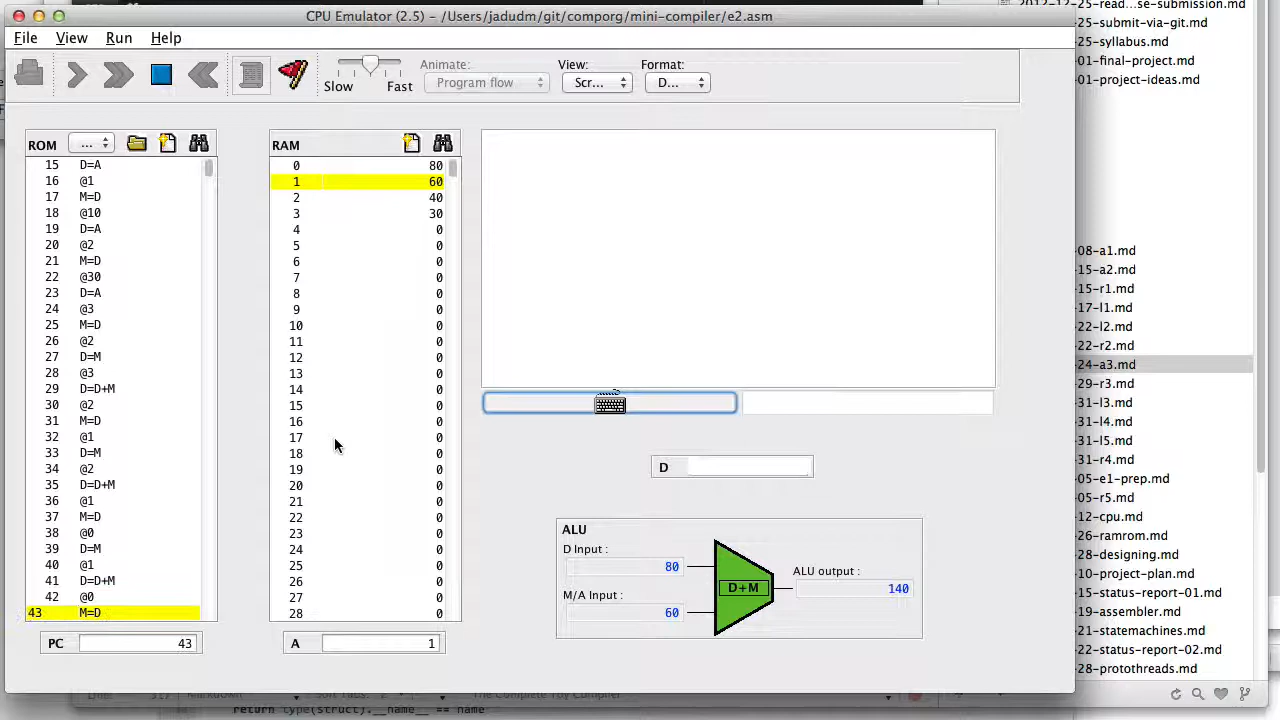 CPU Emulator (2.5) - /Users/jadudm/git/comporg/mini-compiler/e2.asm
File View Run Help
Slow Fast
Animate:
Program flow
View:
Scr...
Format:
D...
ROM ...
15 D=A
16 @1
17 M=D
18 @10
19 D=A
20 @2
21 M=D
22 @30
23 D=A
24 @3
25 M=D
26 @2
27 D=M
28 @3
29 D=D+M
30 @2
31 M=D
32 @1
33 D=M
34 @2
35 D=D+M
36 @1
37 M=D
38 @0
39 D=M
40 @1
41 D=D+M
42 @0
43 M=D
PC 43
RAM
0 80
1 60
2 40
3 30
4 0
5 0
6 0
7 0
8 0
9 0
10 0
11 0
12 0
13 0
14 0
15 0
16 0
17 0
18 0
19 0
20 0
21 0
22 0
23 0
24 0
25 0
26 0
27 0
28 0
A 1
D
ALU
D Input :
80
M/A Input :
60
D+M
ALU output :
140
-25-submit-via-git.md
-25-syllabus.md
-01-final-project.md
-01-project-ideas.md
-08-a1.md
-15-a2.md
-15-r1.md
-17-l1.md
-22-l2.md
-22-r2.md
-24-a3.md
-29-r3.md
-31-l3.md
-31-l4.md
-31-l5.md
-31-r4.md
-05-e1-prep.md
-05-r5.md
-12-cpu.md
-26-ramrom.md
-28-designing.md
-10-project-plan.md
-15-status-report-01.md
-19-assembler.md
-21-statemachines.md
-22-status-report-02.md
-28-protothreads.md
return type(struct).__name__ == name